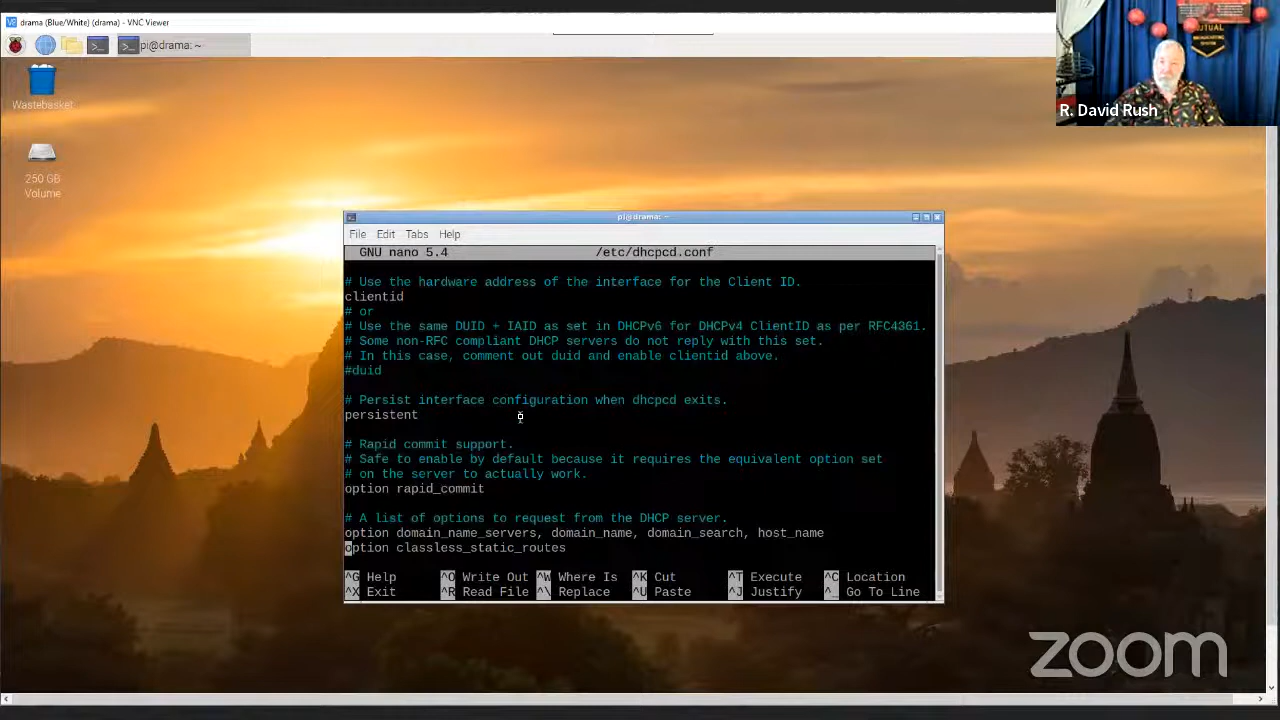 drama (Blue/White) (drama) - VNC Viewer
pi@drama: ~
Wastebasket
250 GB
Volume
MUTUAL
BROADCASTING
SYSTEM
R. David Rush
pi@drama: ~
File Edit Tabs Help
GNU nano 5.4 /etc/dhcpcd.conf
# Use the hardware address of the interface for the Client ID.
clientid
# or
# Use the same DUID + IAID as set in DHCPv6 for DHCPv4 ClientID as per RFC4361.
# Some non-RFC compliant DHCP servers do not reply with this set.
# In this case, comment out duid and enable clientid above.
#duid
# Persist interface configuration when dhcpcd exits.
persistent
# Rapid commit support.
# Safe to enable by default because it requires the equivalent option set
# on the server to actually work.
option rapid_commit
# A list of options to request from the DHCP server.
option domain_name_servers, domain_name, domain_search, host_name
option classless_static_routes
^G Help ^O Write Out ^W Where Is ^K Cut ^T Execute ^C Location
^X Exit ^R Read File ^\ Replace ^U Paste ^J Justify ^_ Go To Line
zoom